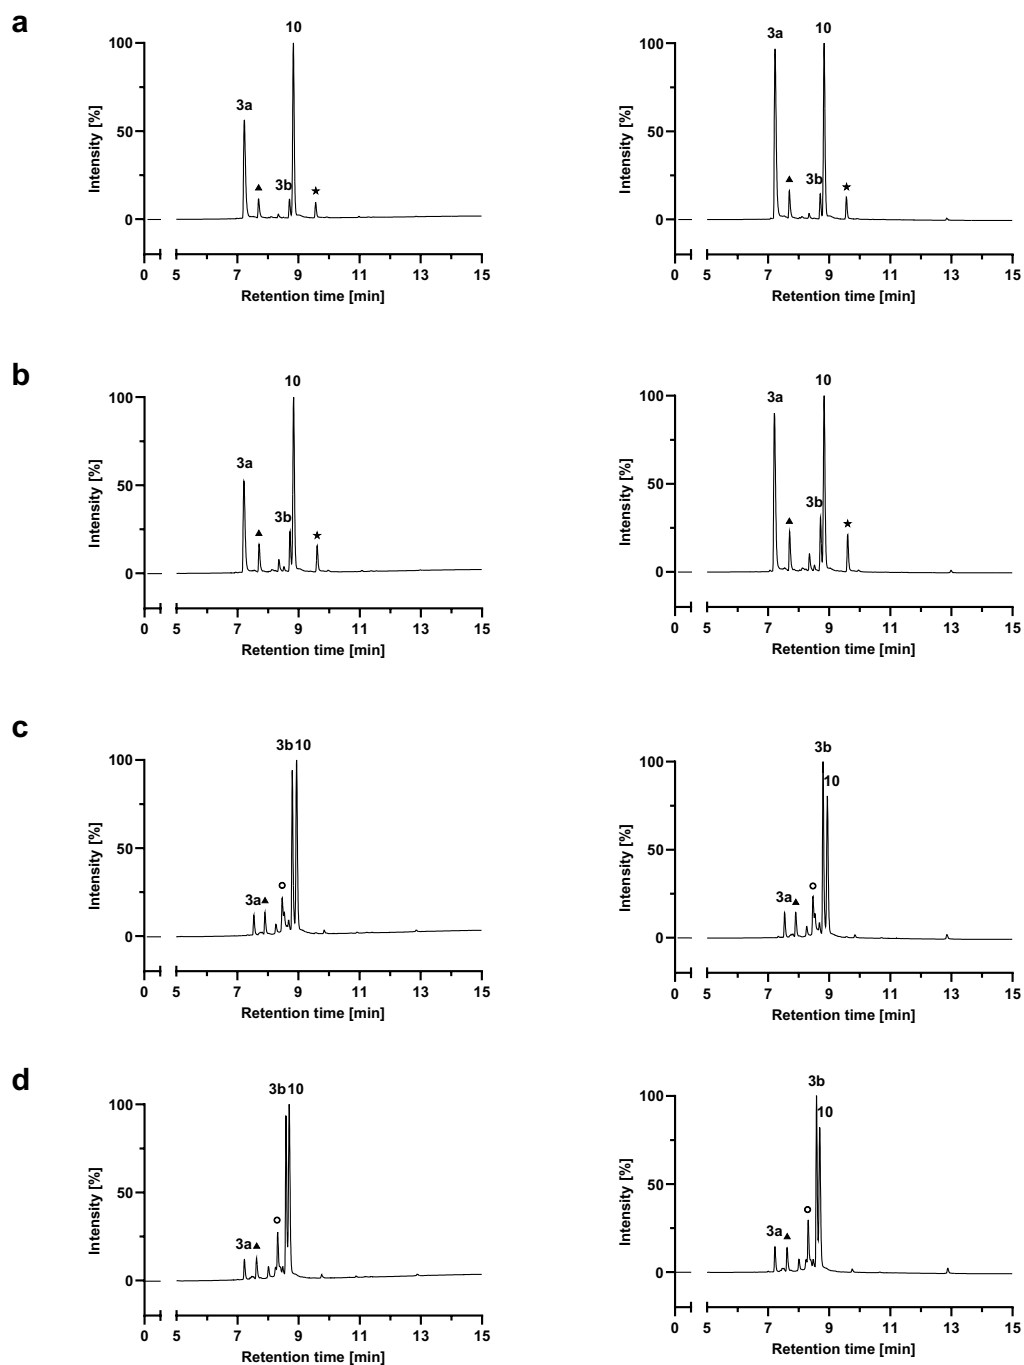 a
10
3a
3b
▲
★
Intensity [%]
100
50
0
0 5 7 9 11 13 15
Retention time [min]
3a
10
3b
▲
★
Intensity [%]
100
50
0
0 5 7 9 11 13 15
Retention time [min]
b
10
3a
3b
▲
★
Intensity [%]
100
50
0
0 5 7 9 11 13 15
Retention time [min]
10
3a
3b
▲
★
Intensity [%]
100
50
0
0 5 7 9 11 13 15
Retention time [min]
c
3b 10
3a ▲
Intensity [%]
100
50
0
0 5 7 9 11 13 15
Retention time [min]
3b
10
3a ▲
Intensity [%]
100
50
0
0 5 7 9 11 13 15
Retention time [min]
d
3b 10
3a ▲
Intensity [%]
100
50
0
0 5 7 9 11 13 15
Retention time [min]
3b
10
3a ▲
Intensity [%]
100
50
0
0 5 7 9 11 13 15
Retention time [min]